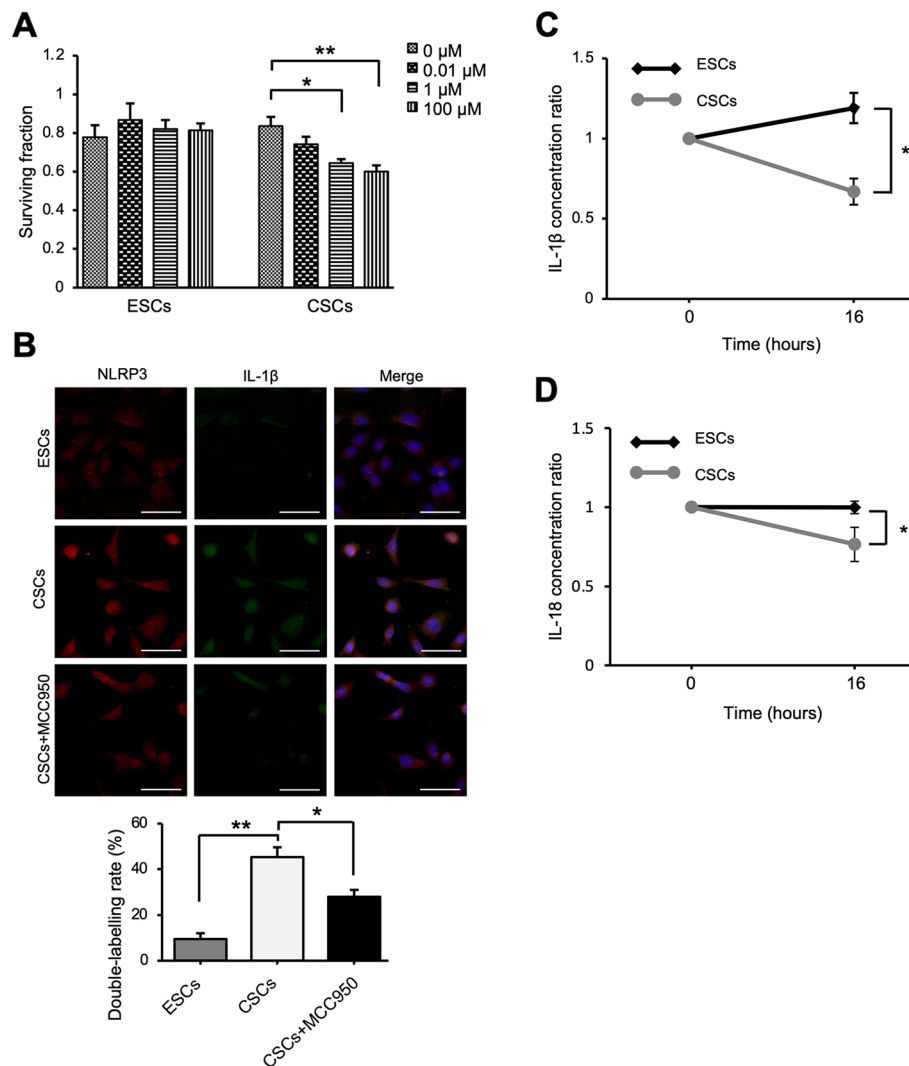 A
1.2
1
0.8
0.6
0.4
0.2
0
Surviving fraction
ESCs
CSCs
*
**
0 µM
0.01 µM
1 µM
100 µM
B
NLRP3
IL-1β
Merge
ESCs
CSCs
CSCs+MCC950
60
40
20
0
Double-labelling rate (%)
**
*
ESCs
CSCs
CSCs+MCC950
C
1.5
1
0.5
0
IL-1β concentration ratio
ESCs
CSCs
*
0
16
Time (hours)
D
1.5
1
0.5
0
IL-18 concentration ratio
ESCs
CSCs
*
0
16
Time (hours)